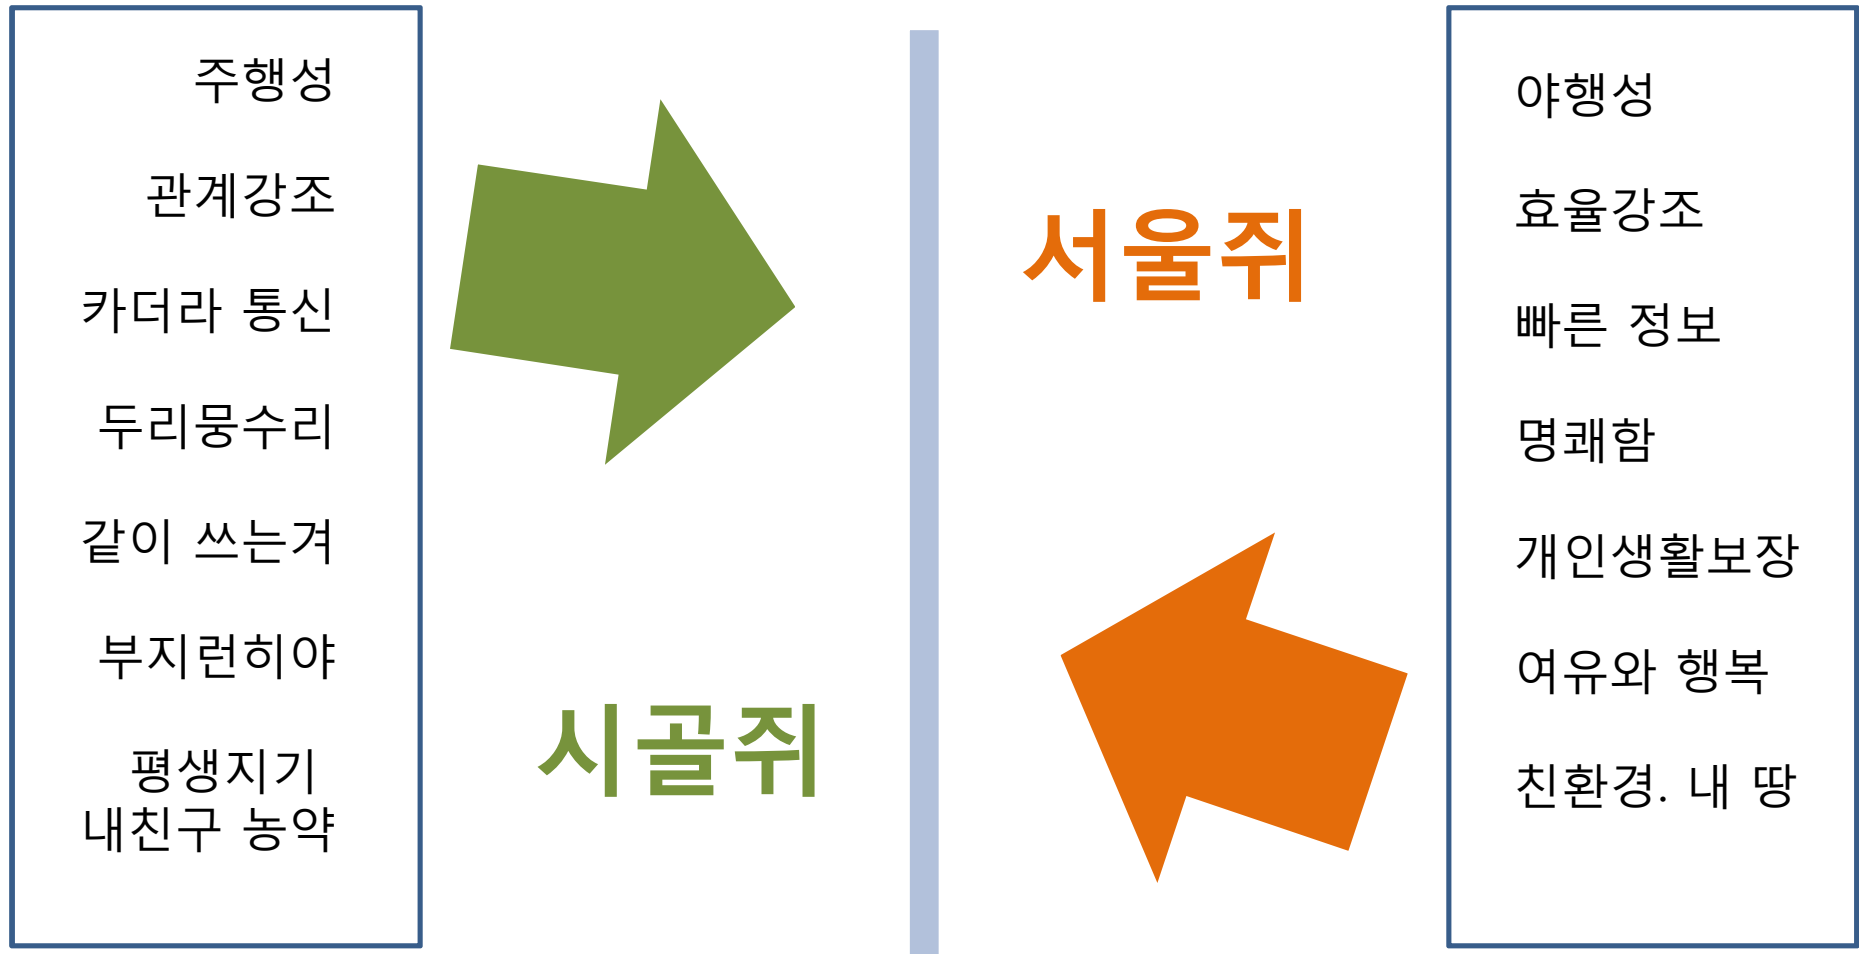 주행성
관계강조
카더라 통신
두리뭉수리
같이 쓰는겨
부지런히야
평생지기
내친구 농약
시골쥐
서울쥐
야행성
효율강조
빠른 정보
명쾌함
개인생활보장
여유와 행복
친환경. 내 땅